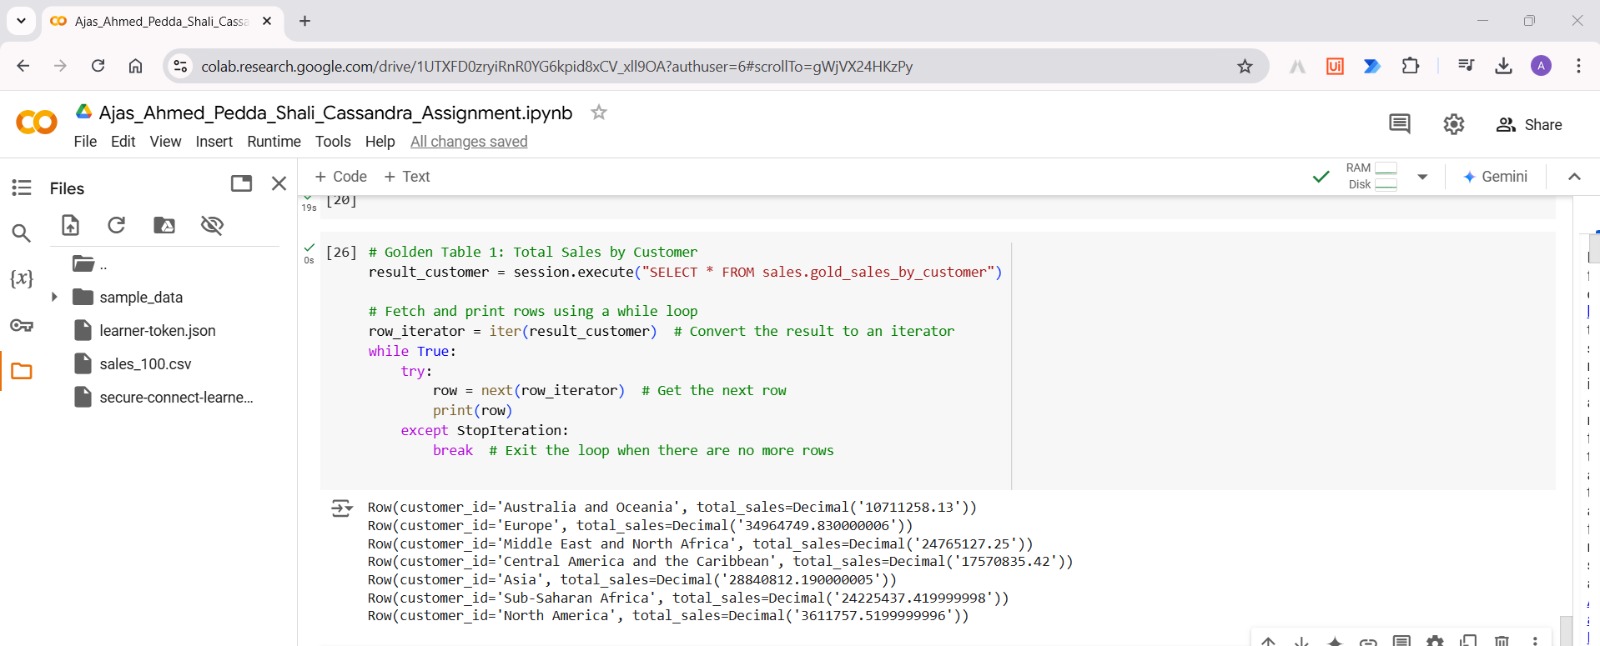 Ajas_Ahmed_Pedda_Shali_Cassa
colab.research.google.com/drive/1UTXFD0zryiRnR0YG6kpid8xCV_xll9OA?authuser=6#scrollTo=gWjVX24HKzPy
Ui
A
Ajas_Ahmed_Pedda_Shali_Cassandra_Assignment.ipynb
File Edit View Insert Runtime Tools Help All changes saved
Share
Files
+ Code + Text
RAM
Disk
Gemini
..
sample_data
learner-token.json
sales_100.csv
secure-connect-learne...
{x}
19s
[20]
0s
[26] # Golden Table 1: Total Sales by Customer
result_customer = session.execute("SELECT * FROM sales.gold_sales_by_customer")
# Fetch and print rows using a while loop
row_iterator = iter(result_customer)  # Convert the result to an iterator
while True:
    try:
        row = next(row_iterator)  # Get the next row
        print(row)
    except StopIteration:
        break  # Exit the loop when there are no more rows
Row(customer_id='Australia and Oceania', total_sales=Decimal('10711258.13'))
Row(customer_id='Europe', total_sales=Decimal('34964749.830000006'))
Row(customer_id='Middle East and North Africa', total_sales=Decimal('24765127.25'))
Row(customer_id='Central America and the Caribbean', total_sales=Decimal('17570835.42'))
Row(customer_id='Asia', total_sales=Decimal('28840812.190000005'))
Row(customer_id='Sub-Saharan Africa', total_sales=Decimal('24225437.419999998'))
Row(customer_id='North America', total_sales=Decimal('3611757.5199999996'))